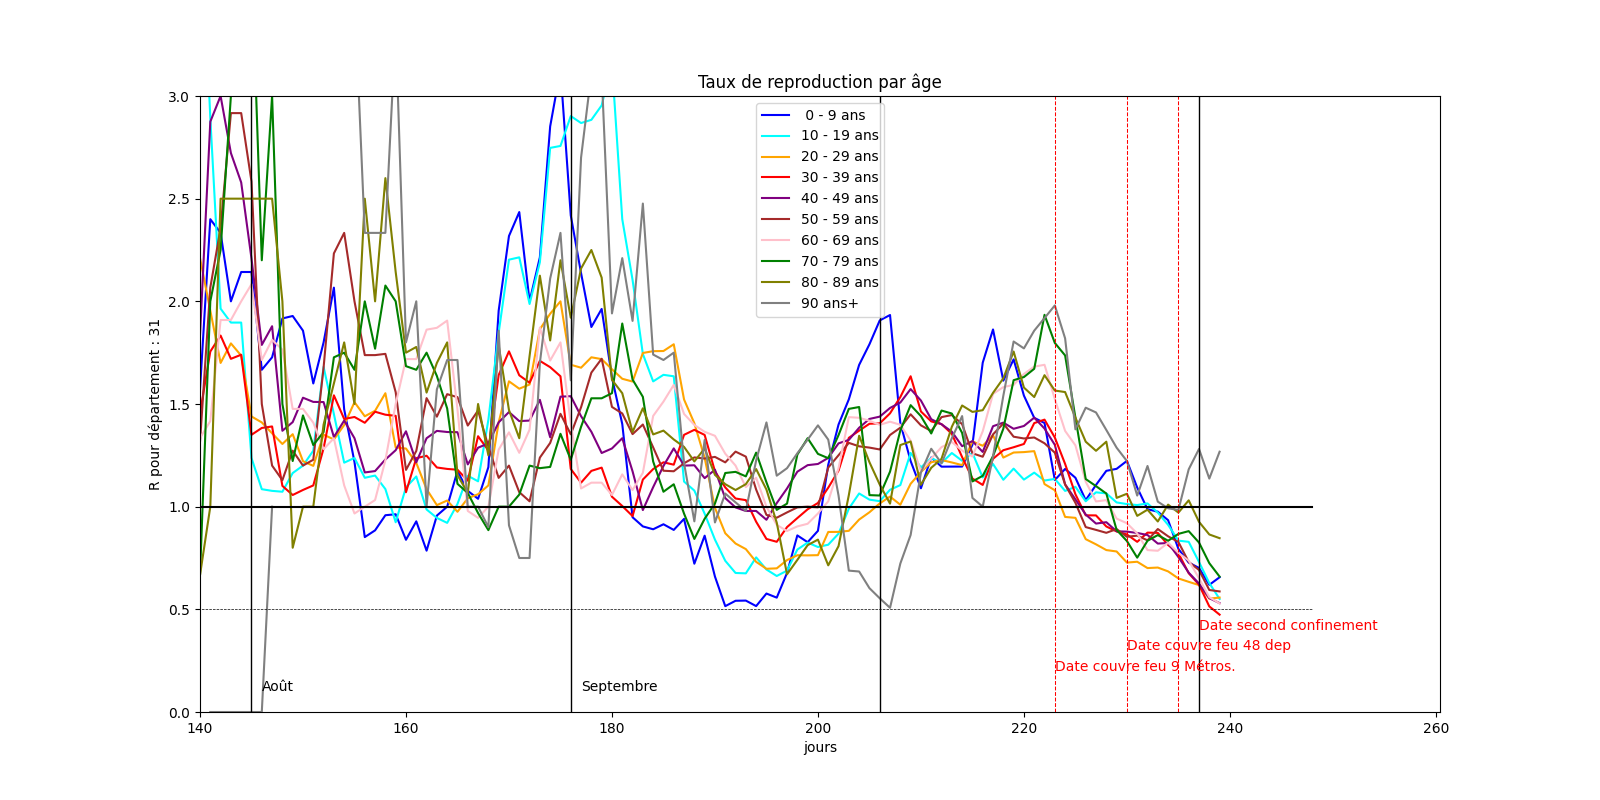 Taux de reproduction par âge
3.0
2.5
2.0
1.5
1.0
0.5
0.0
R pour département : 31
0 - 9 ans
10 - 19 ans
20 - 29 ans
30 - 39 ans
40 - 49 ans
50 - 59 ans
60 - 69 ans
70 - 79 ans
80 - 89 ans
90 ans+
Date second confinement
Date couvre feu 48 dep
Date couvre feu 9 Métros.
Août
Septembre
140
160
180
200
220
240
260
jours